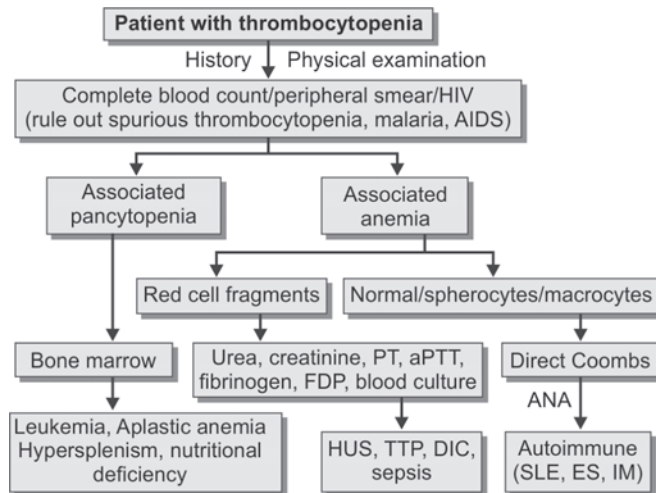 Patient with thrombocytopenia
History Physical examination
Complete blood count/peripheral smear/HIV
(rule out spurious thrombocytopenia, malaria, AIDS)
Associated
pancytopenia
Associated
anemia
Red cell fragments
Normal/spherocytes/macrocytes
Bone marrow
Urea, creatinine, PT, aPTT,
fibrinogen, FDP, blood culture
Direct Coombs
ANA
Leukemia, Aplastic anemia
Hypersplenism, nutritional
deficiency
HUS, TTP, DIC,
sepsis
Autoimmune
(SLE, ES, IM)